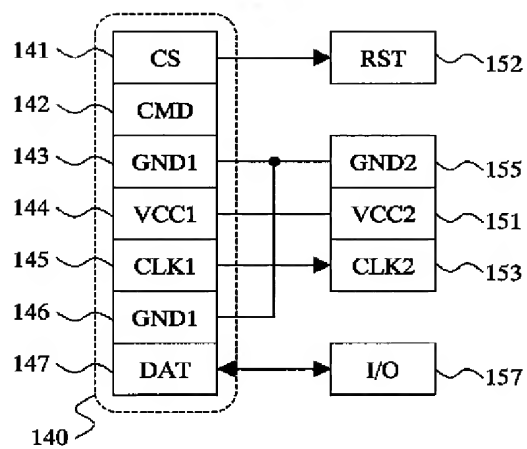 141 CS RST 152
142 CMD
143 GND1 GND2 155
144 VCC1 VCC2 151
145 CLK1 CLK2 153
146 GND1
147 DAT I/O 157
140